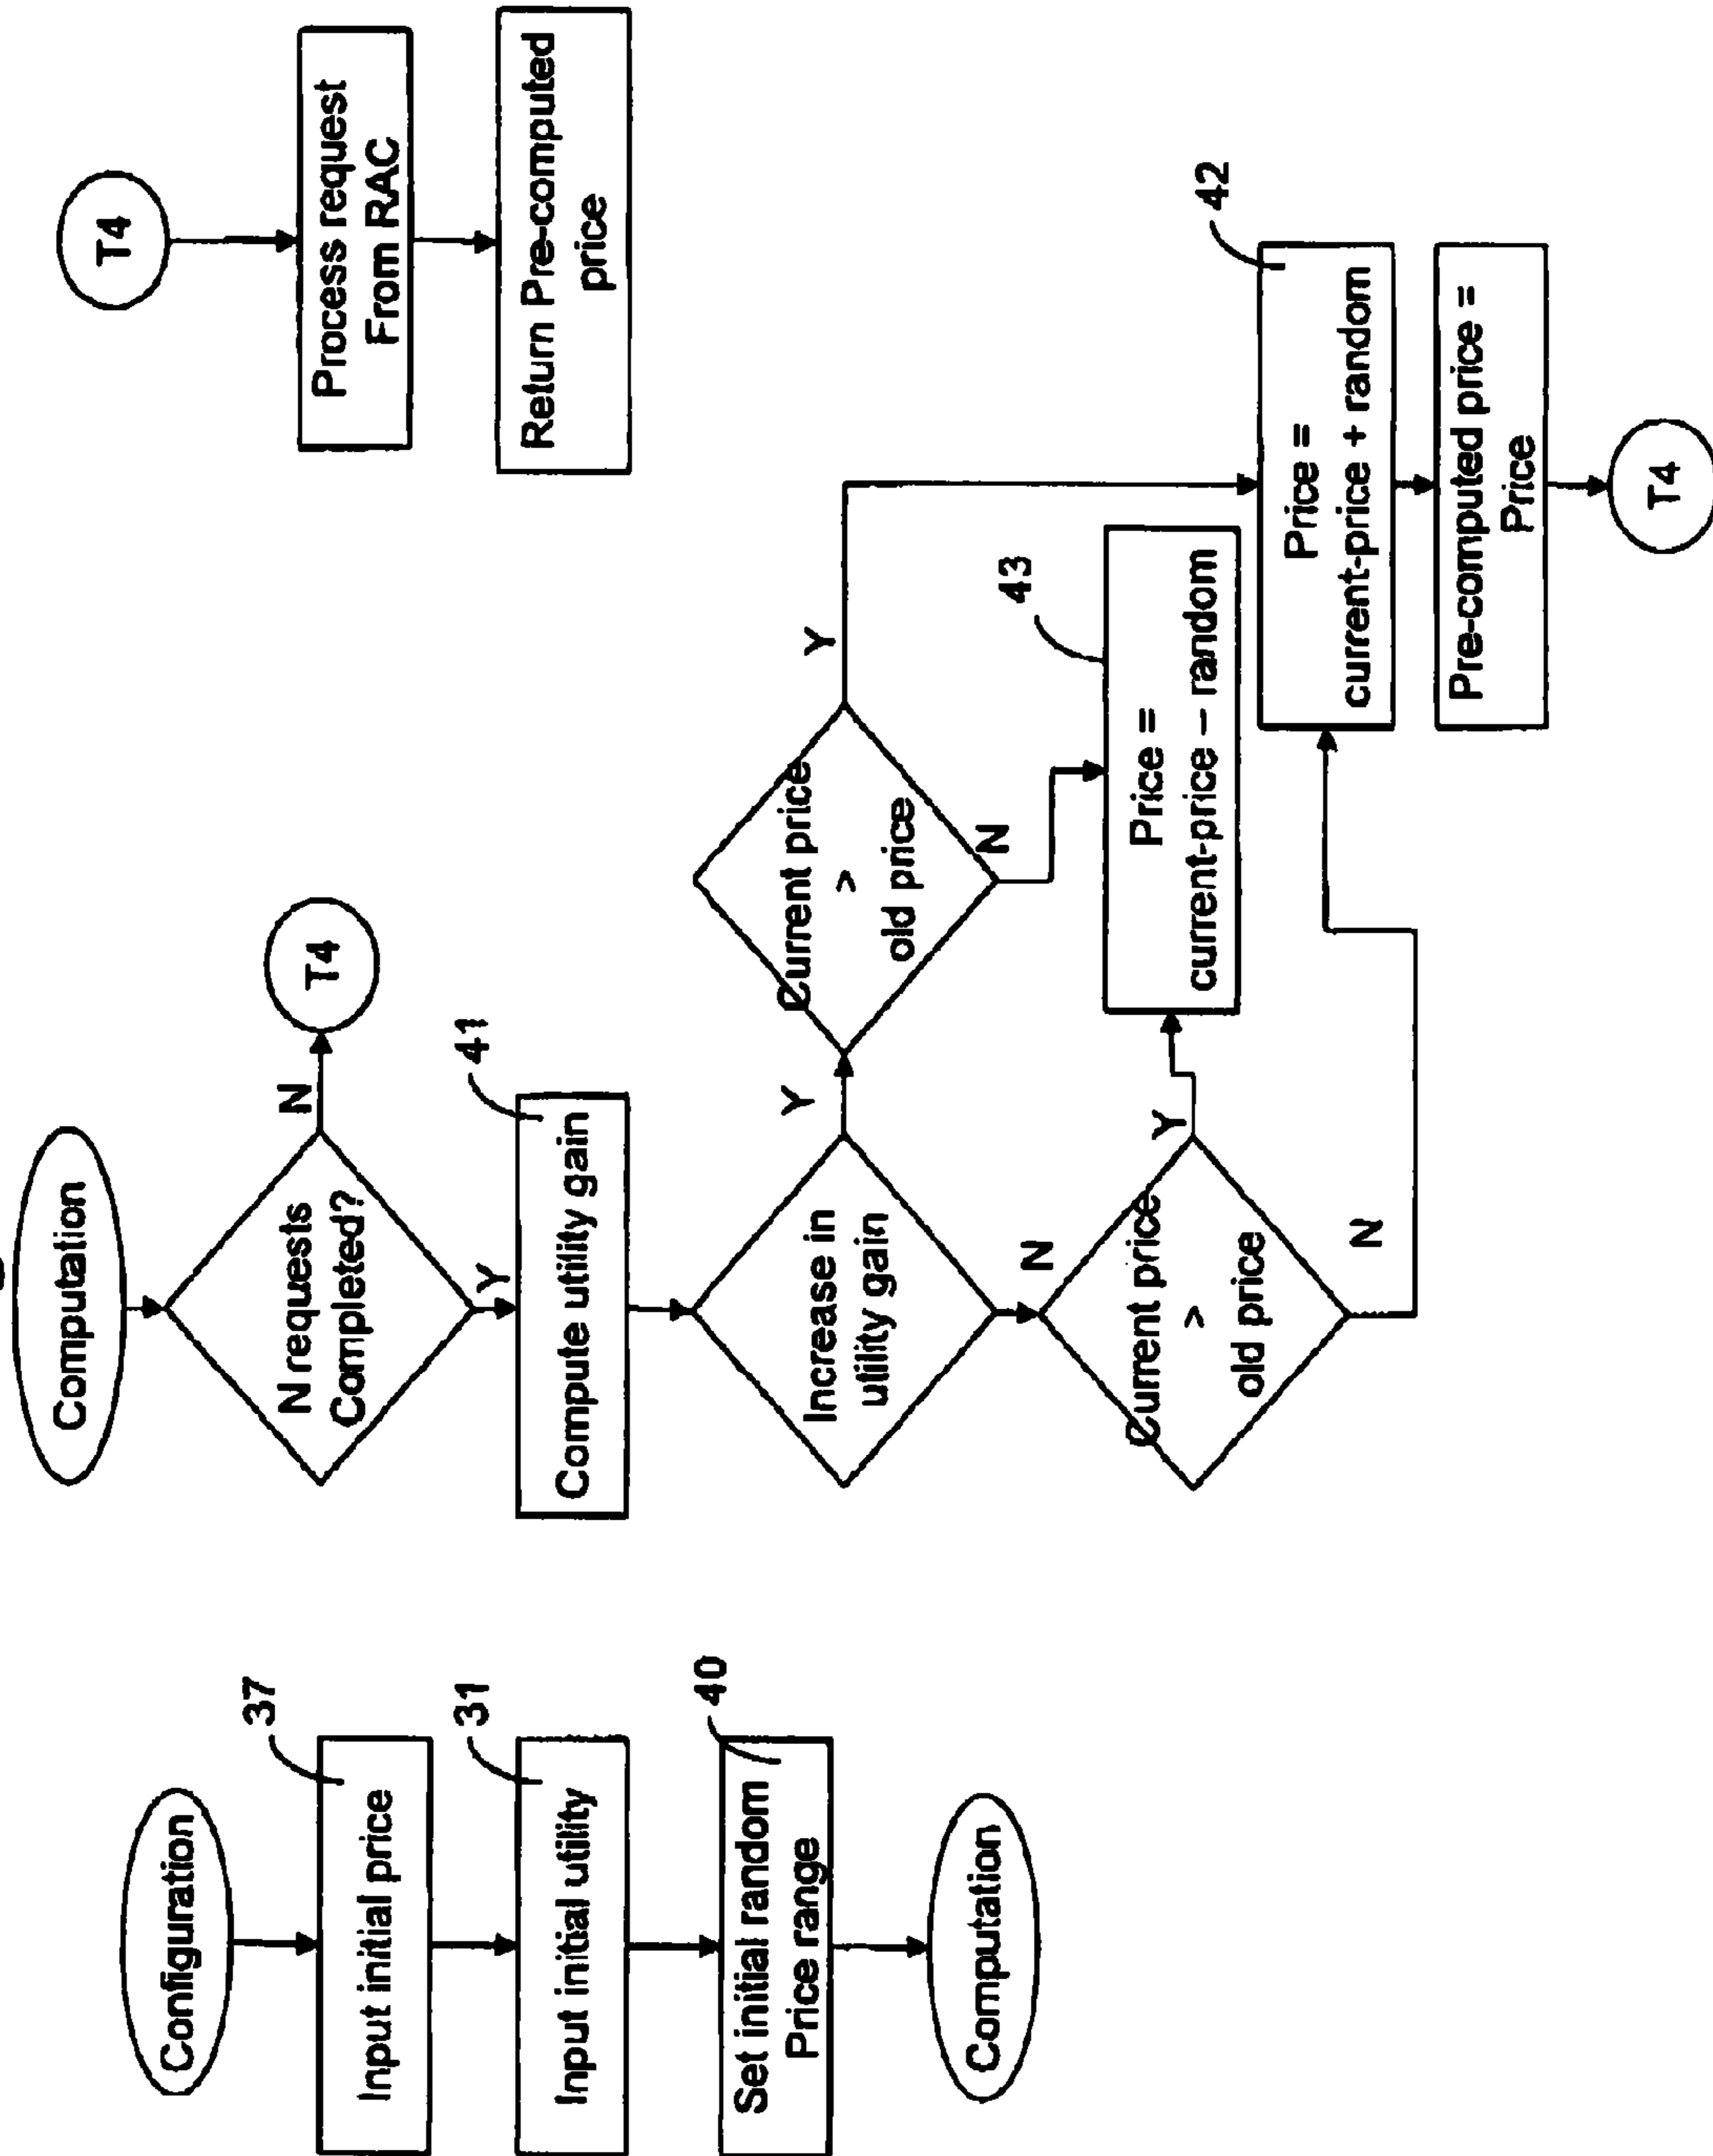 Configuration
37
Input initial price
31
Input initial utility
40
Set initial random
Price range
Computation
Computation
N requests
Completed?
N
T4
Y
41
Compute utility gain
Increase in
utility gain
Y
N
Current price
>
old price
Y
N
Current price
>
old price
Y
N
43
Price =
current-price – random
42
Price =
current-price + random
Pre-computed price =
Price
T4
T4
Process request
From RAC
Return Pre-computed
price